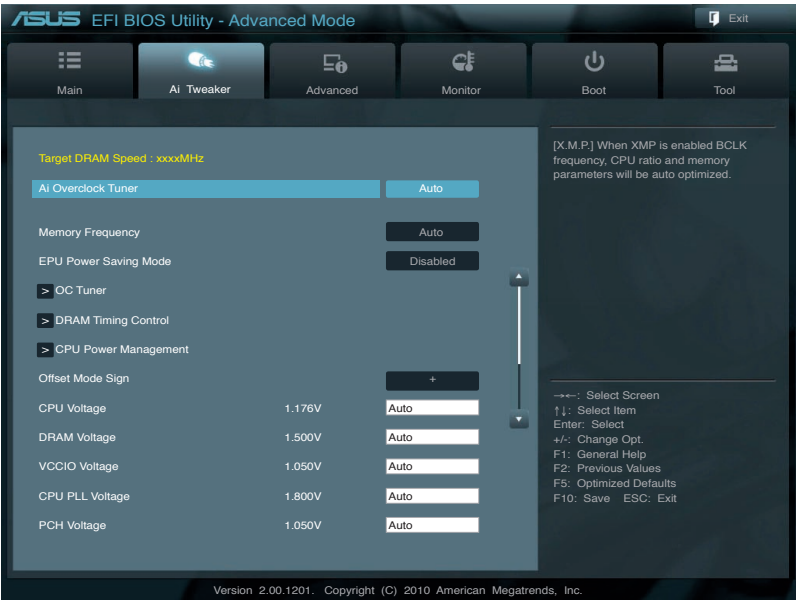 ASUS EFI BIOS Utility - Advanced Mode
Exit
Main
Ai Tweaker
Advanced
Monitor
Boot
Tool
Target DRAM Speed : xxxxMHz
Ai Overclock Tuner Auto
Memory Frequency Auto
EPU Power Saving Mode Disabled
> OC Tuner
> DRAM Timing Control
> CPU Power Management
Offset Mode Sign +
CPU Voltage 1.176V Auto
DRAM Voltage 1.500V Auto
VCCIO Voltage 1.050V Auto
CPU PLL Voltage 1.800V Auto
PCH Voltage 1.050V Auto
[X.M.P.] When XMP is enabled BCLK
frequency, CPU ratio and memory
parameters will be auto optimized.
→←: Select Screen
↑↓: Select Item
Enter: Select
+/-: Change Opt.
F1: General Help
F2: Previous Values
F5: Optimized Defaults
F10: Save ESC: Exit
Version 2.00.1201. Copyright (C) 2010 American Megatrends, Inc.